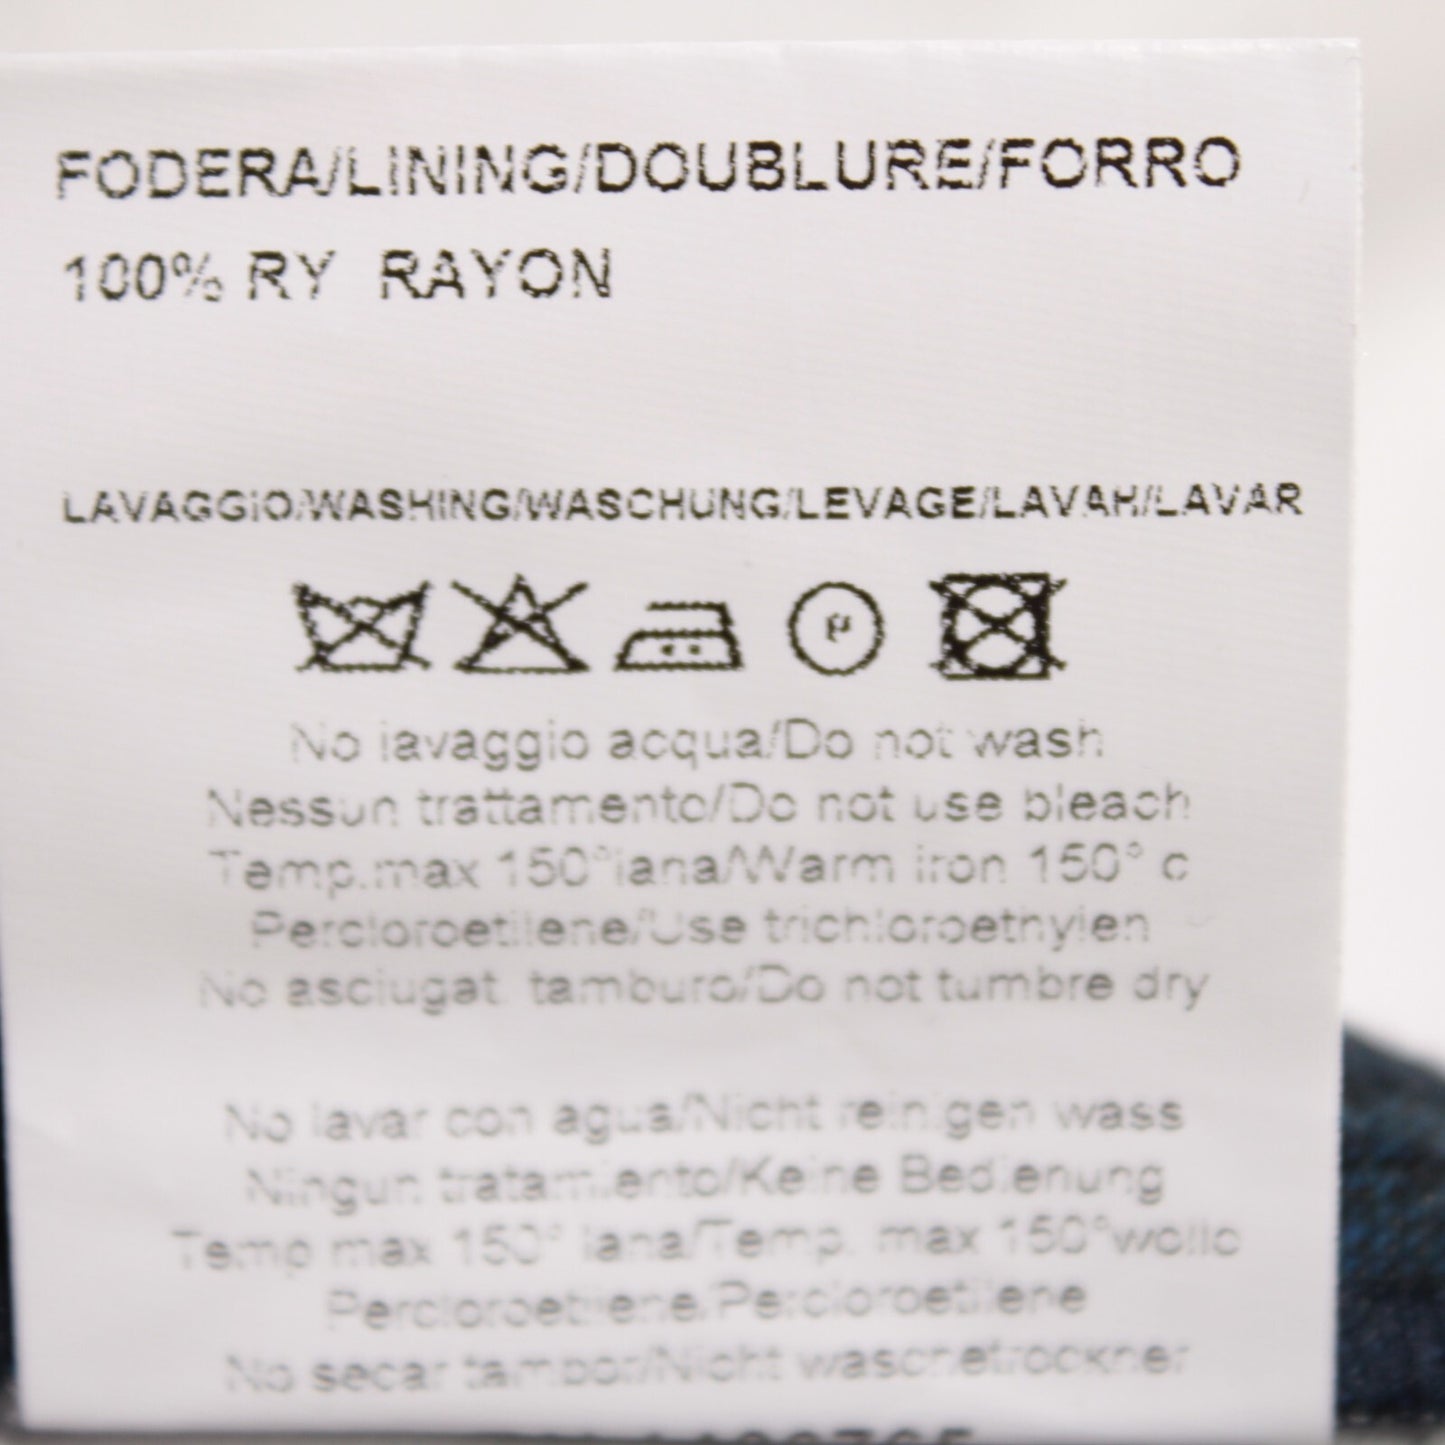 FODERA/LINING/DOUBLURE/FORRO
100% RY RAYON
LAVAGGIO/WASHING/WASCHUNG/LEVAGE/LAVAH/LAVAR
P
No lavaggio acqua/Do not wash
Nessun trattamento/Do not use bleach
Temp.max 150°lana/Warm iron 150° c
Percloroetilene/Use trichloroethylen
No asciugat. tamburo/Do not tumbre dry
No lavar con agua/Nicht reinigen wass
Ningun tratamiento/Keine Bedienung
Temp max 150° lana/Temp. max 150°wollo
Percloroetilene/Percloroetilene
No secar tambor/Nicht waschetrockner